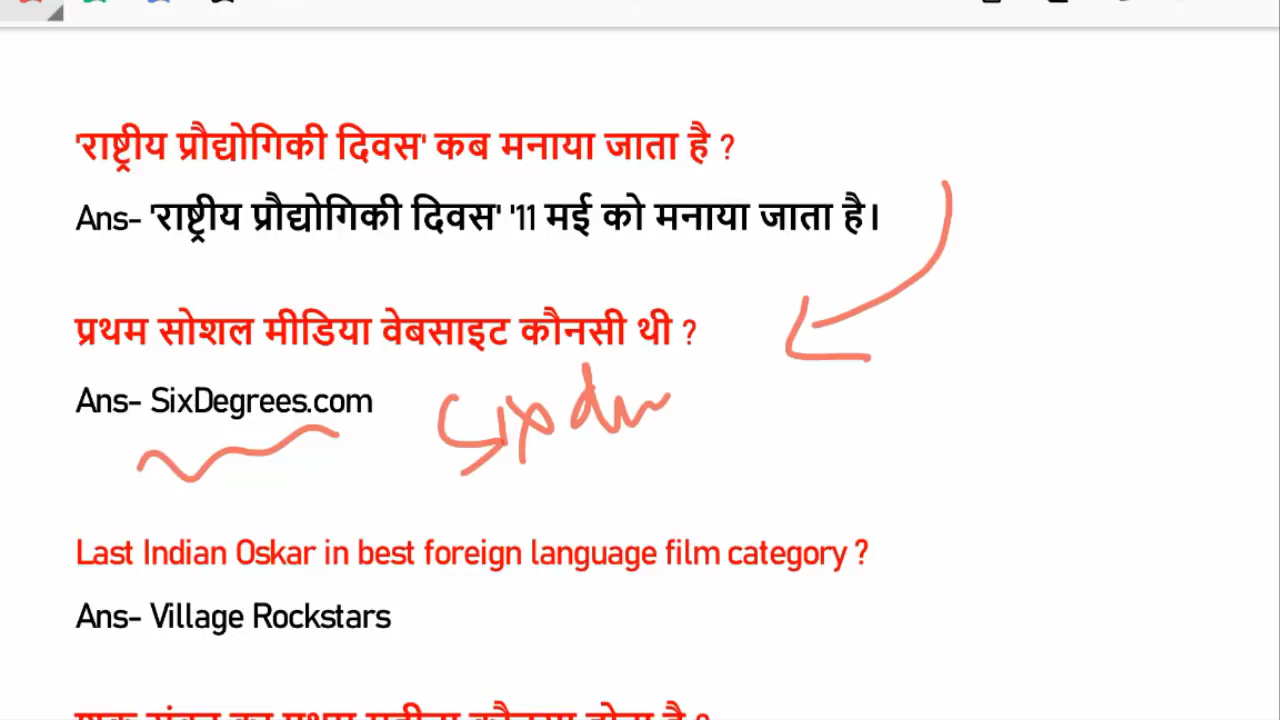 'राष्ट्रीय प्रौद्योगिकी दिवस' कब मनाया जाता है ?
Ans- 'राष्ट्रीय प्रौद्योगिकी दिवस' '11 मई को मनाया जाता है।
प्रथम सोशल मीडिया वेबसाइट कौनसी थी ?
Ans- SixDegrees.com
Last Indian Oskar in best foreign language film category ?
Ans- Village Rockstars